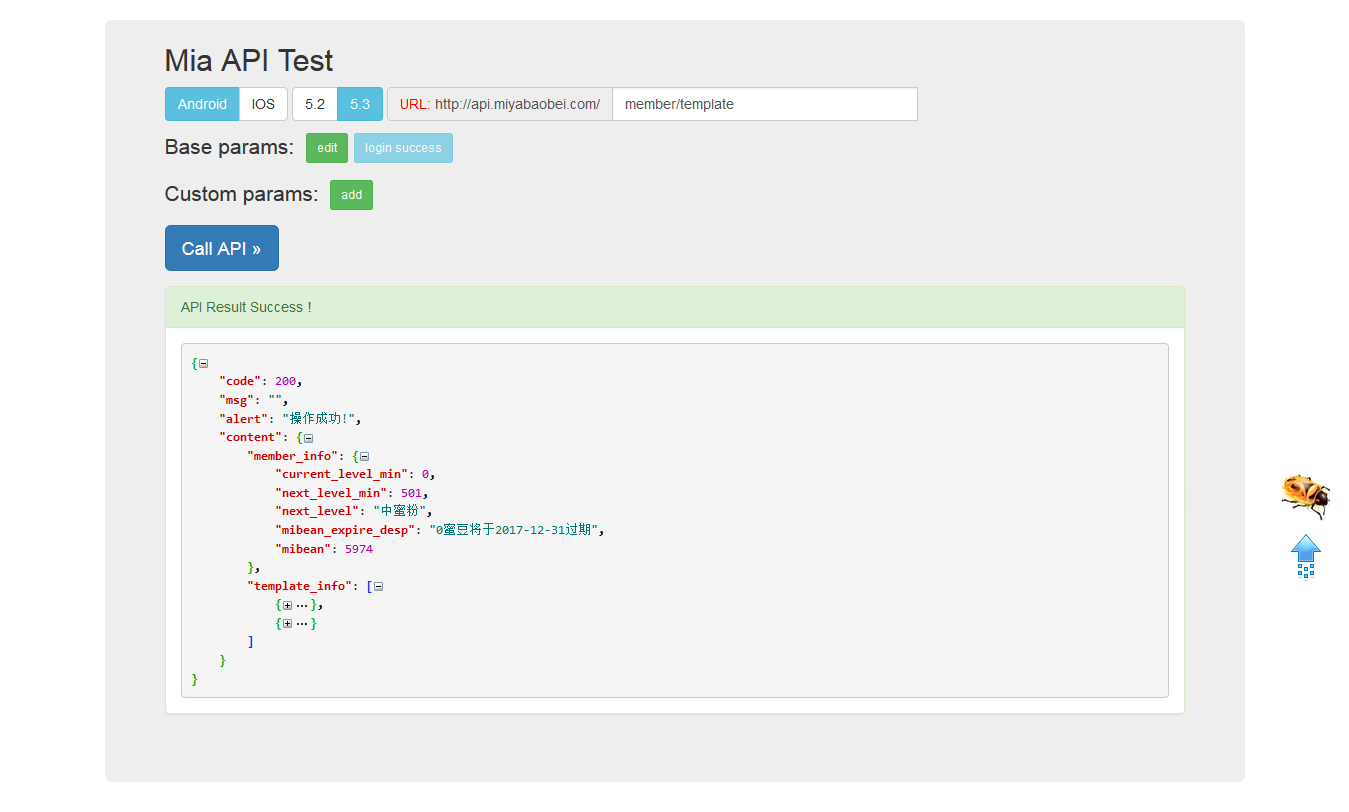 Mia API Test
Android IOS 5.2 5.3 URL: http://api.miyabaobei.com/ member/template
Base params: edit login success
Custom params: add
Call API »
API Result Success !
{
"code": 200,
"msg": "",
"alert": "操作成功!",
"content": {
"member_info": {
"current_level_min": 0,
"next_level_min": 501,
"next_level": "中蜜粉",
"mibean_expire_desp": "0蜜豆将于2017-12-31过期",
"mibean": 5974
},
"template_info": [
{...},
{...}
]
}
}